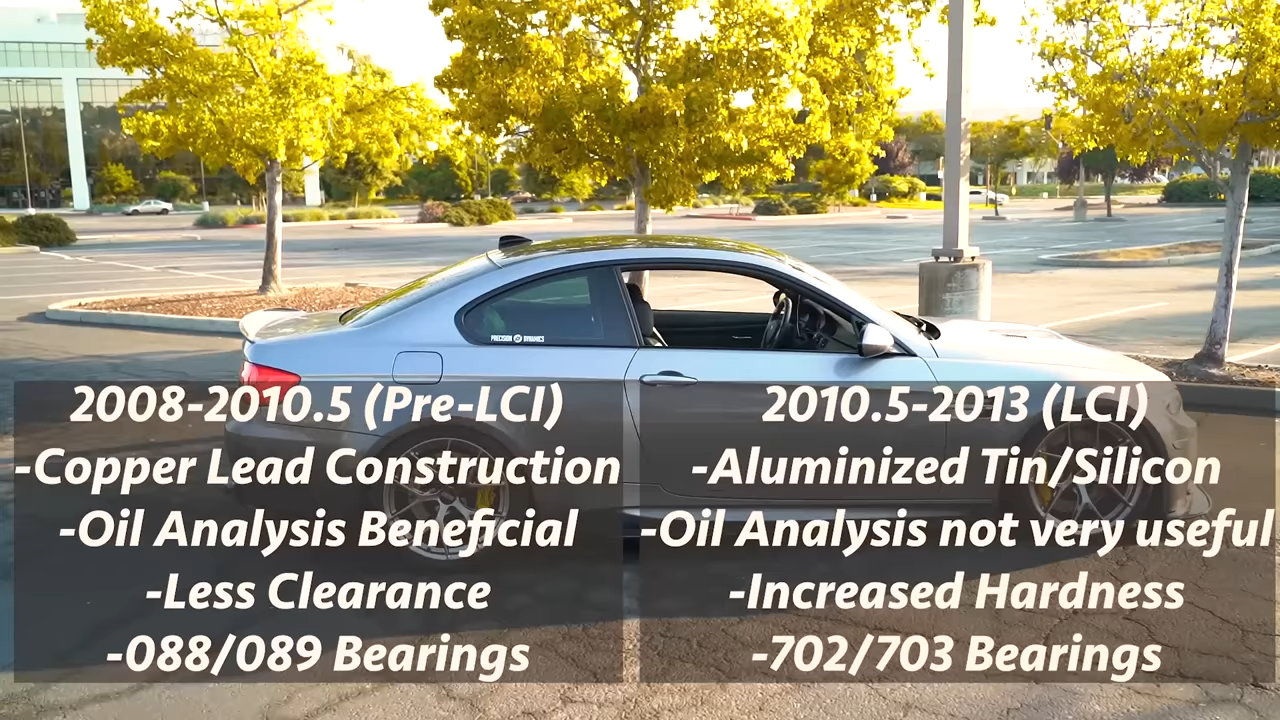 PRECISION DYNAMICS
2008-2010.5 (Pre-LCI)
-Copper Lead Construction
-Oil Analysis Beneficial
-Less Clearance
-088/089 Bearings
2010.5-2013 (LCI)
-Aluminized Tin/Silicon
-Oil Analysis not very useful
-Increased Hardness
-702/703 Bearings